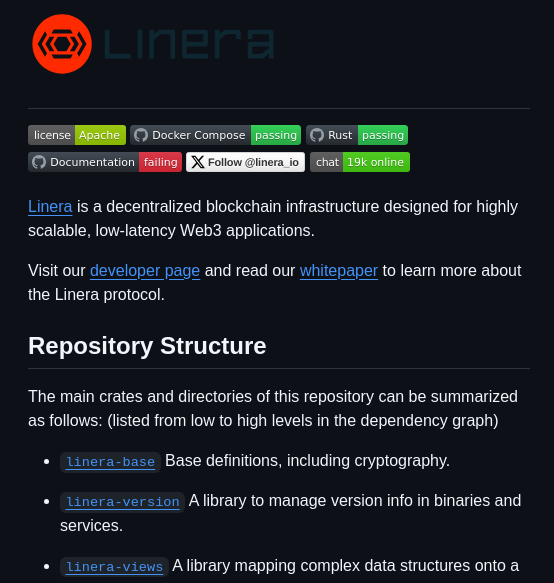 Linera
license Apache Docker Compose passing Rust passing
Documentation failing Follow @linera_io chat 19k online
Linera is a decentralized blockchain infrastructure designed for highly
scalable, low-latency Web3 applications.
Visit our developer page and read our whitepaper to learn more about
the Linera protocol.
Repository Structure
The main crates and directories of this repository can be summarized
as follows: (listed from low to high levels in the dependency graph)
• linera-base Base definitions, including cryptography.
• linera-version A library to manage version info in binaries and
services.
• linera-views A library mapping complex data structures onto a